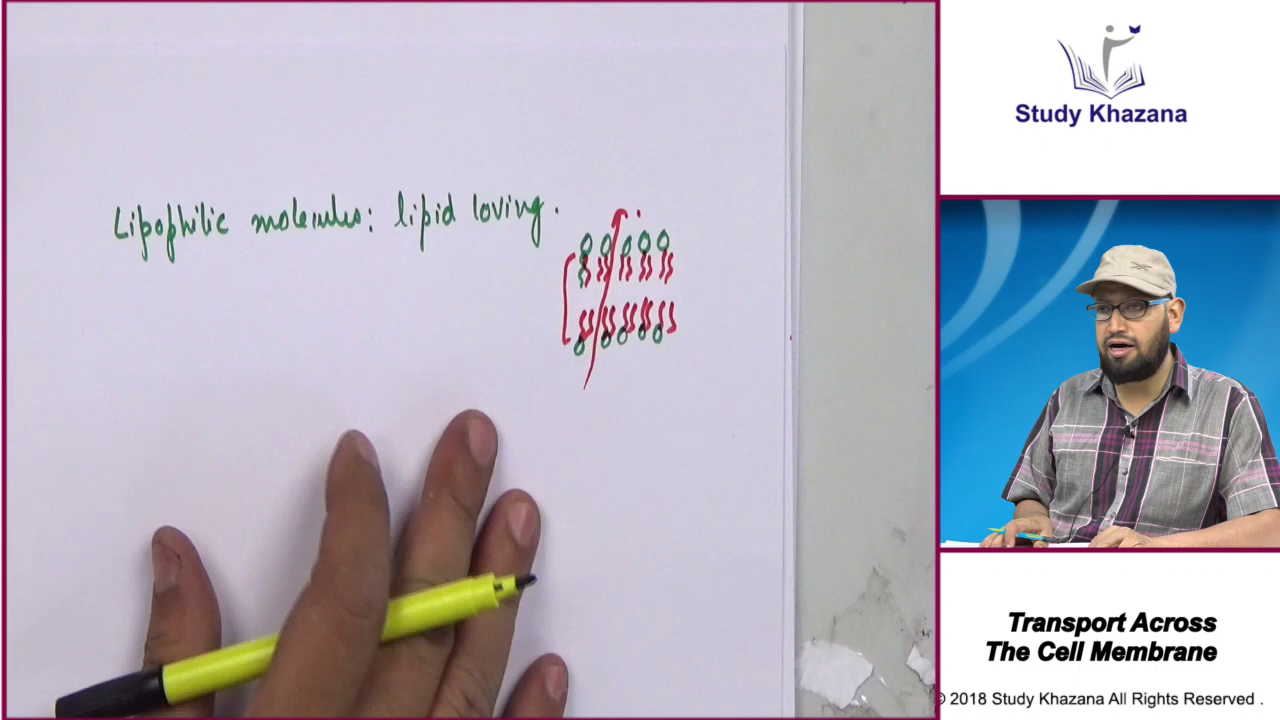 Lipophilic molecules: lipid loving.
Study Khazana
Transport Across
The Cell Membrane
© 2018 Study Khazana All Rights Reserved .